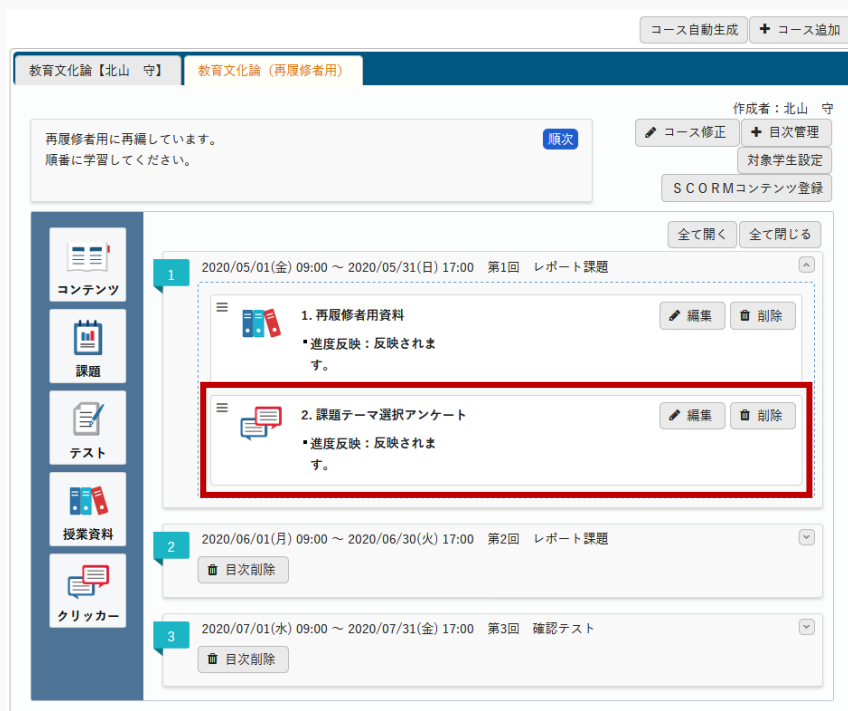 コース自動生成
コース追加
教育文化論【北山　守】
教育文化論（再履修者用）
作成者：北山　守
再履修者用に再編しています。
順番に学習してください。
順次
コース修正
目次管理
対象学生設定
ＳＣＯＲＭコンテンツ登録
コンテンツ
課題
テスト
授業資料
クリッカー
全て開く
全て閉じる
1
2020/05/01(金) 09:00 ～ 2020/05/31(日) 17:00　第1回　レポート課題
1. 再履修者用資料
編集
削除
▪進度反映：反映されま
す。
2. 課題テーマ選択アンケート
編集
削除
▪進度反映：反映されま
す。
2
2020/06/01(月) 09:00 ～ 2020/06/30(火) 17:00　第2回　レポート課題
目次削除
3
2020/07/01(水) 09:00 ～ 2020/07/31(金) 17:00　第3回　確認テスト
目次削除